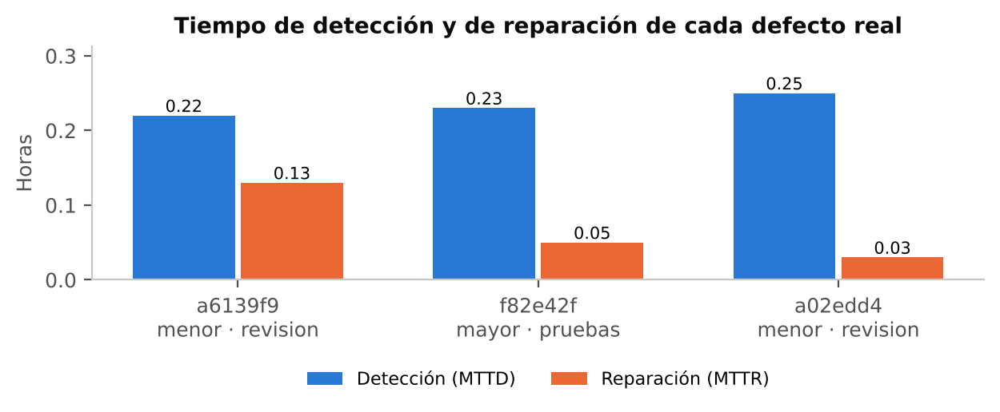 Tiempo de detección y de reparación de cada defecto real
Horas
0.3
0.2
0.1
0.0
0.22
0.13
0.23
0.05
0.25
0.03
a6139f9
menor · revision
f82e42f
mayor · pruebas
a02edd4
menor · revision
Detección (MTTD)
Reparación (MTTR)